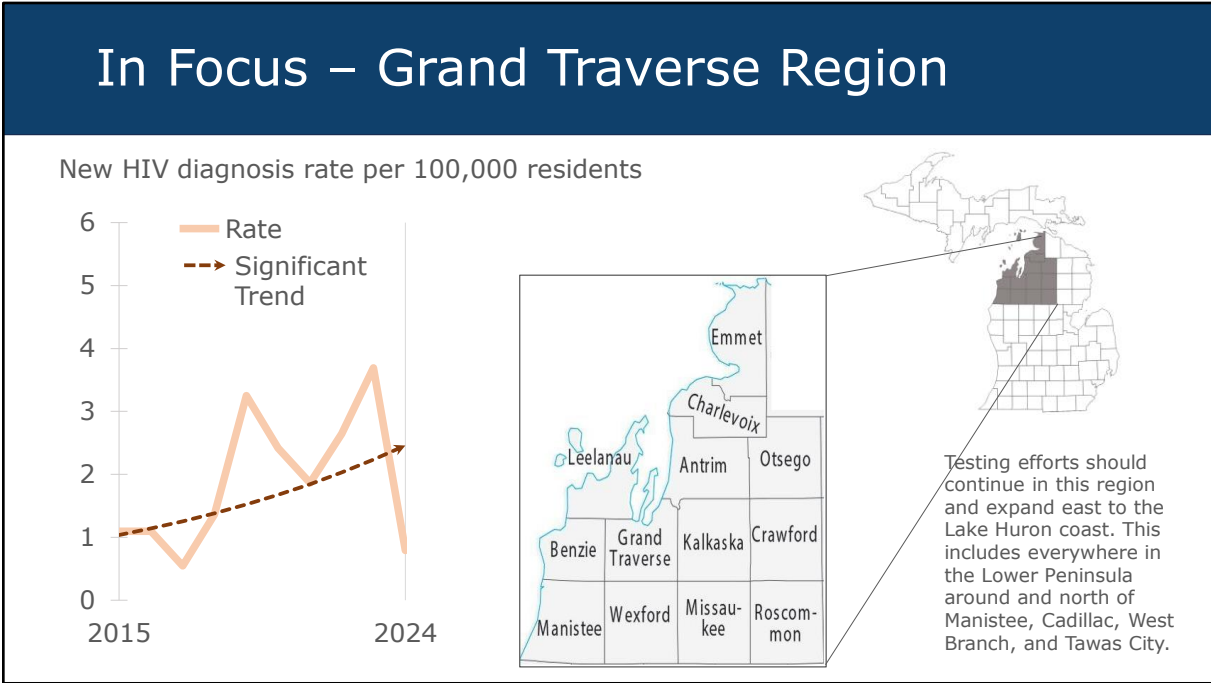 In Focus – Grand Traverse Region
New HIV diagnosis rate per 100,000 residents
6
5
4
3
2
1
0
2015
2024
Rate
Significant
Trend
Emmet
Charlevoix
Leelanau
Antrim
Otsego
Benzie
Grand
Traverse
Kalkaska
Crawford
Manistee
Wexford
Missau-
kee
Roscom-
mon
Testing efforts should
continue in this region
and expand east to the
Lake Huron coast. This
includes everywhere in
the Lower Peninsula
around and north of
Manistee, Cadillac, West
Branch, and Tawas City.